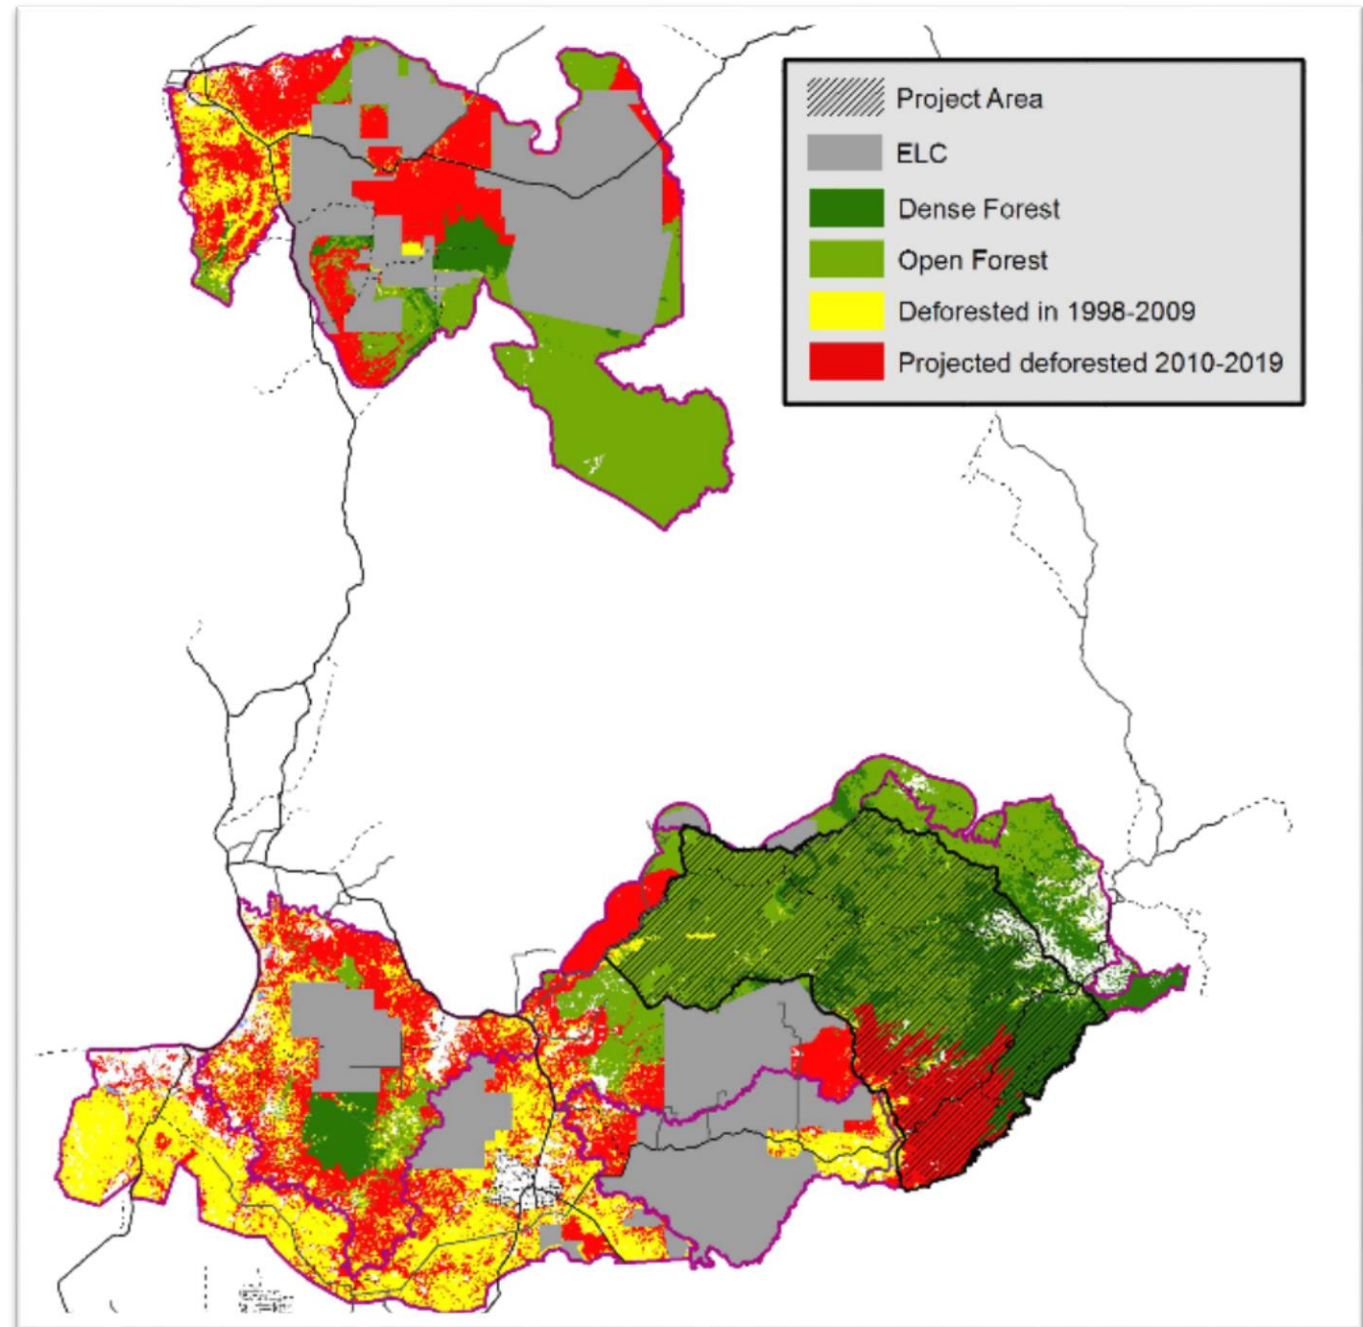 Project Area
ELC
Dense Forest
Open Forest
Deforested in 1998-2009
Projected deforested 2010-2019